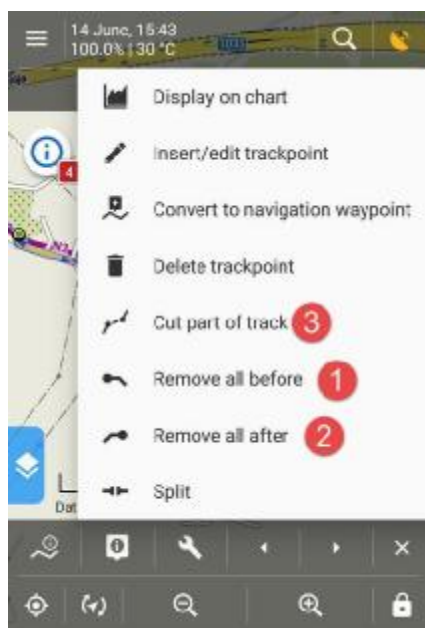 14 June, 15:43
100.0% | 30 °C
4
Display on chart
Insert/edit trackpoint
Convert to navigation waypoint
Delete trackpoint
Cut part of track 3
Remove all before 1
Remove all after 2
Split
Dat